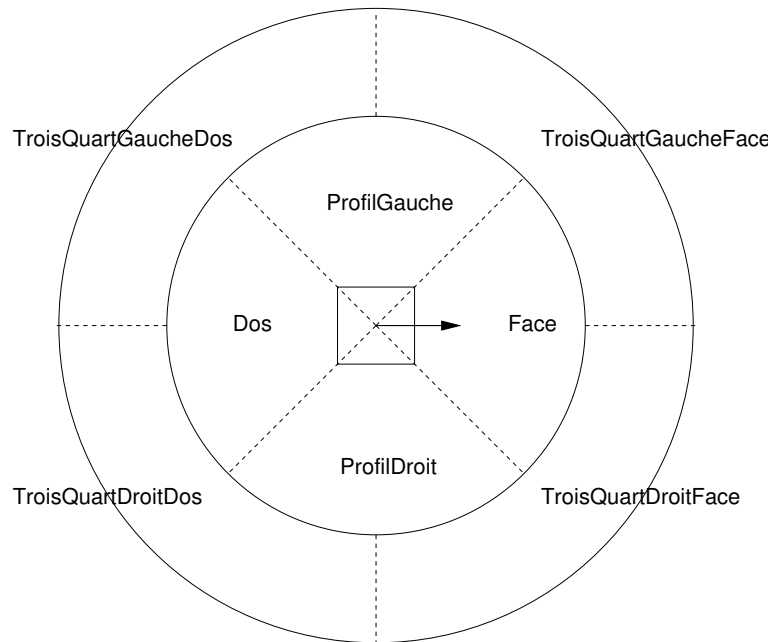 TroisQuartGaucheDos
TroisQuartGaucheFace
ProfilGauche
Dos
Face
ProfilDroit
TroisQuartDroitDos
TroisQuartDroitFace